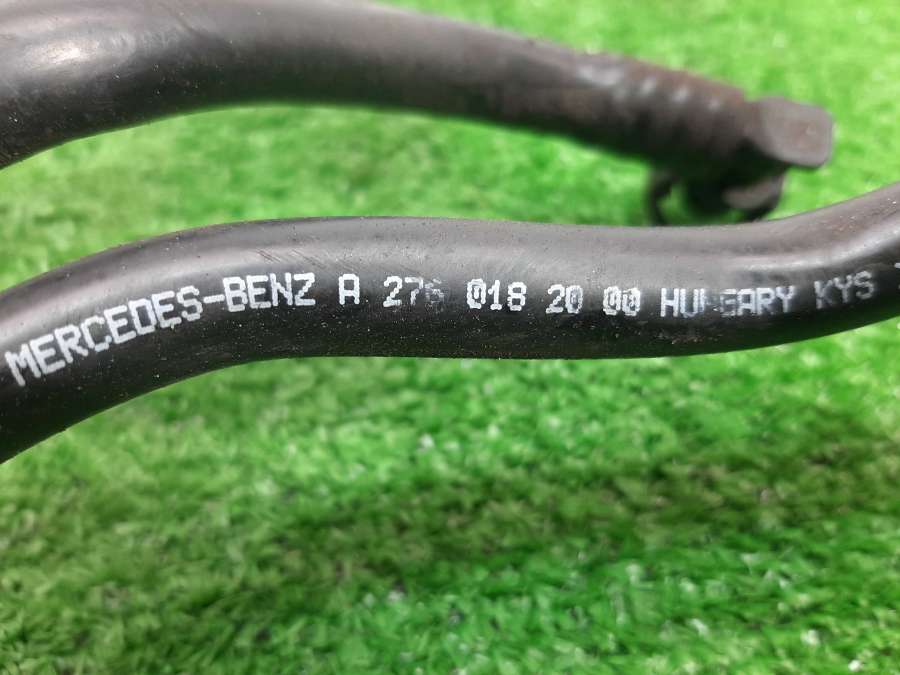 MERCEDES-BENZ A 276 018 20 00 HUNGARY KYS